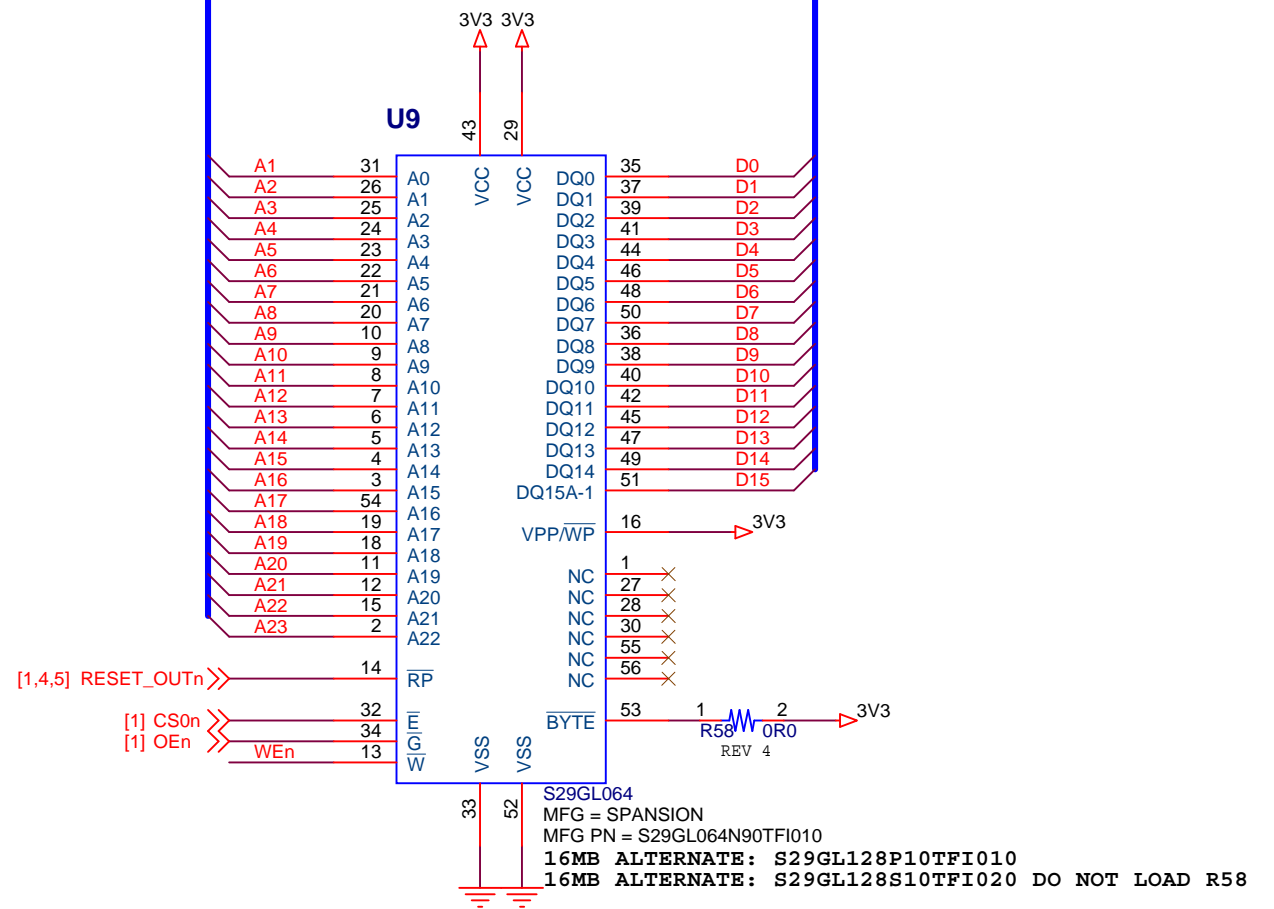 3V3 3V3
U9
43 29
VCC VCC
A1 31 A0 DQ0 35 D0
A2 26 A1 DQ1 37 D1
A3 25 A2 DQ2 39 D2
A4 24 A3 DQ3 41 D3
A5 23 A4 DQ4 44 D4
A6 22 A5 DQ5 46 D5
A7 21 A6 DQ6 48 D6
A8 20 A7 DQ7 50 D7
A9 10 A8 DQ8 36 D8
A10 9 A9 DQ9 38 D9
A11 8 A10 DQ10 40 D10
A12 7 A11 DQ11 42 D11
A13 6 A12 DQ12 45 D12
A14 5 A13 DQ13 47 D13
A15 4 A14 DQ14 49 D14
A16 3 A15 DQ15A-1 51 D15
A17 54 A16
A18 19 A17 VPP/WP 16 3V3
A19 18 A18
A20 11 A19 NC 1
A21 12 A20 NC 27
A22 15 A21 NC 28
A23 2 A22 NC 30
NC 55
[1,4,5] RESET_OUTn 14 RP NC 56
[1] CS0n 32 E BYTE 53 1 2 3V3
R58 0R0
[1] OEn 34 G REV 4
WEn 13 W
VSS VSS
33 52
S29GL064
MFG = SPANSION
MFG PN = S29GL064N90TFI010
16MB ALTERNATE: S29GL128P10TFI010
16MB ALTERNATE: S29GL128S10TFI020 DO NOT LOAD R58